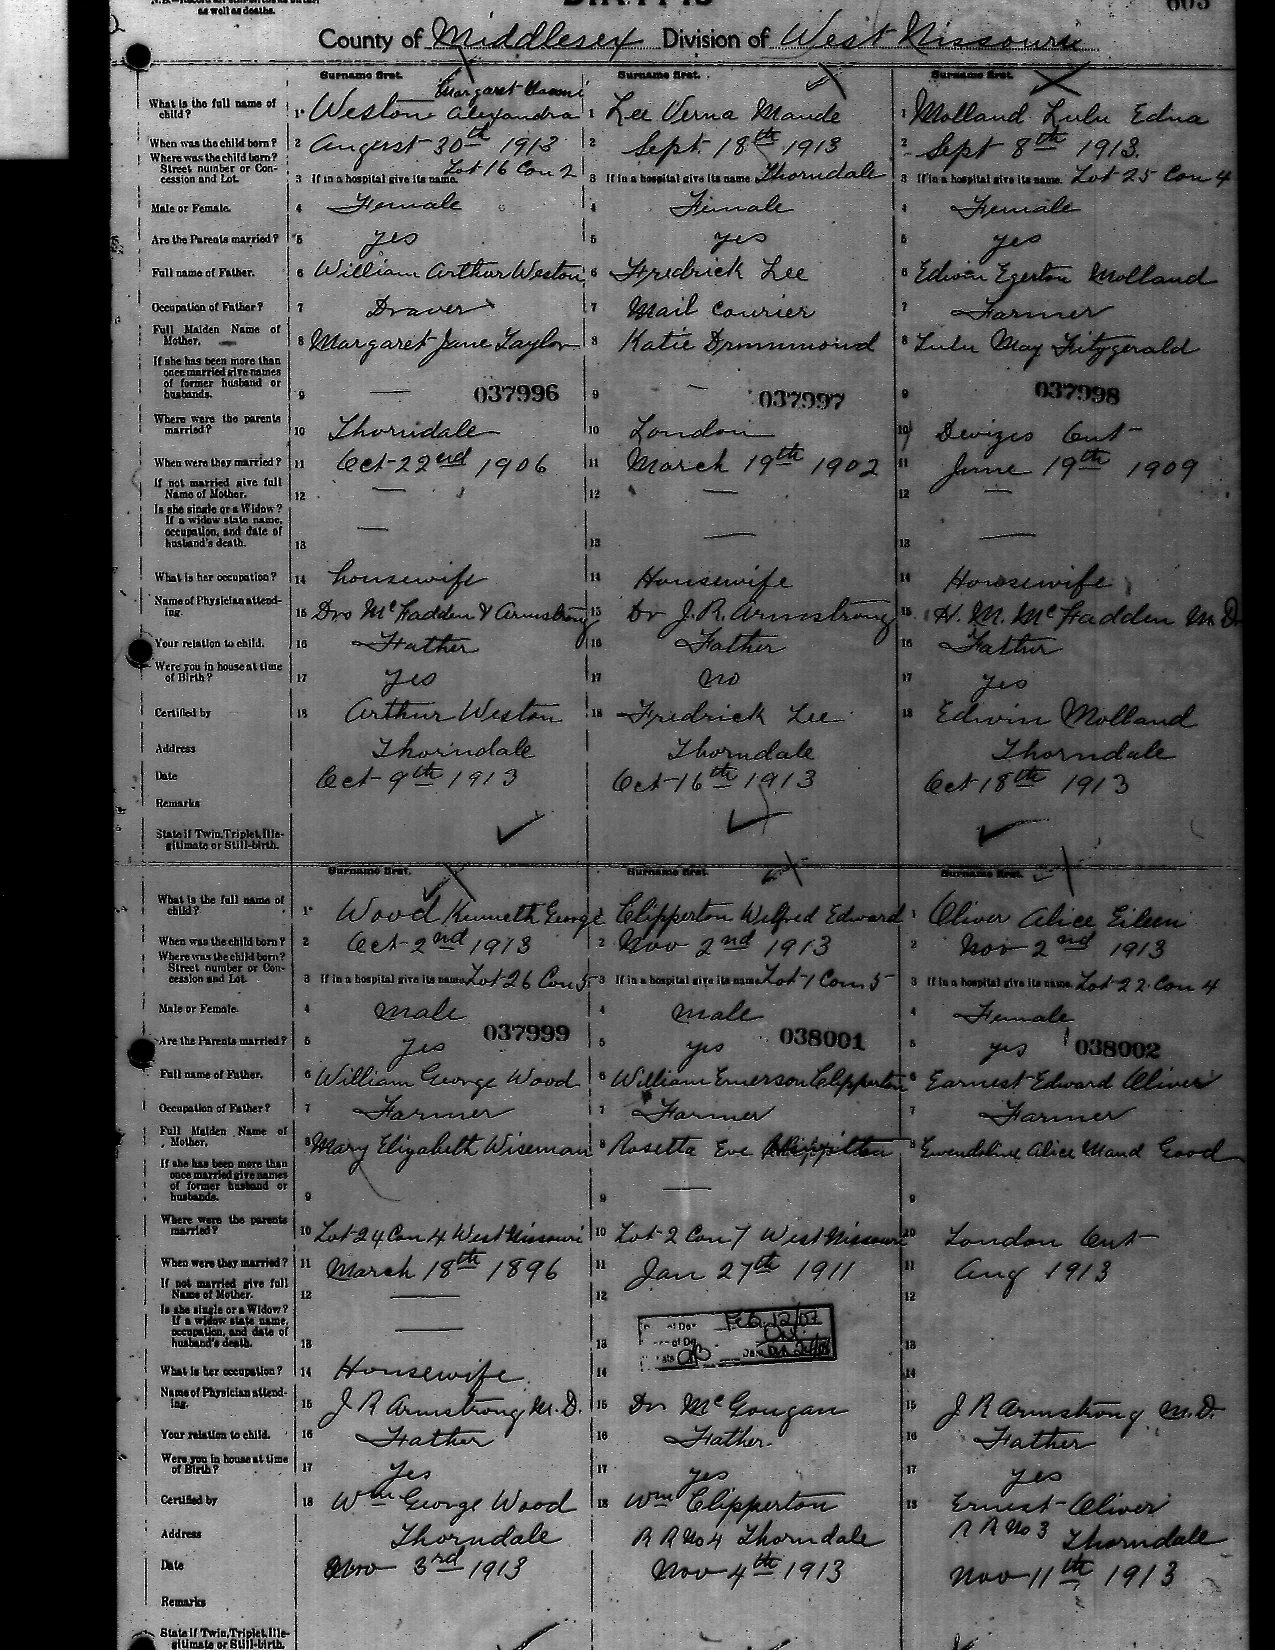 as well as deaths.
County of Middlesex Division of West Nissouri
Surname first. Surname first. Surname first.
Margaret
What is the full name of child? 1 Weston Alexandra 1 Lee Verna Maude 1 Molland Lulu Edna
When was the child born? 2 Augerst 30th 1913 2 Sept 18th 1913 2 Sept 8th 1913.
Where was the child born? Street number or Concession and Lot. 3 If in a hospital give its name. Lot 16 Con 2 3 If in a hospital give its name Thorndale 3 If in a hospital give its name. Lot 25 Con 4
Male or Female. 4 Female 4 Female 4 Female
Are the Parents married? 5 yes 5 yes 5 yes
Full name of Father. 6 William Arthur Weston 6 Fredrick Lee 6 Edwin Egerton Molland
Occupation of Father? 7 Drover 7 Mail Courier 7 Farmer
Full Maiden Name of Mother. 8 Margaret Jane Taylor 8 Katie Drummond 8 Lulu May Fitzgerald
If she has been more than once married give names of former husband or husbands. 9 — 037996 9 — 037997 9 037998
Where were the parents married? 10 Thorndale 10 London 10 Devizes Ont
When were they married? 11 Oct 22nd 1906 11 March 19th 1902 11 June 19th 1909
If not married give full Name of Mother. 12 — 12 — 12 —
Is she single or a Widow? If a widow state name, occupation, and date of husband's death. 13 — 13 — 13 —
What is her occupation? 14 housewife 14 Housewife 14 Housewife
Name of Physician attending. 15 Drs McFadden & Armstrong 15 Dr J. R. Armstrong 15 H. M. McFadden M.D.
Your relation to child. 16 Father 16 Father 16 Father
Were you in house at time of Birth? 17 yes 17 no 17 yes
Certified by 18 Arthur Weston 18 Fredrick Lee 18 Edwin Molland
Address Thorndale Thorndale Thorndale
Date Oct 9th 1913 Oct 16th 1913 Oct 18th 1913
Remarks
State if Twin, Triplet, Illegitimate or Still-birth.
Surname first. Surname first. Surname first.
What is the full name of child? 1 Wood Kenneth George Clipperton Wilfred Edward 1 Oliver Alice Eileen
When was the child born? 2 Oct 2nd 1913 2 Nov 2nd 1913 2 Nov 2nd 1913
Where was the child born? Street number or Concession and Lot. 3 If in a hospital give its name Lot 26 Con 5 3 If in a hospital give its name Lot 1 Con 5 3 If in a hospital give its name. Lot 22 Con 4
Male or Female. 4 male 4 male 4 Female
Are the Parents married? 5 yes 037999 5 yes 038001 5 yes 038002
Full name of Father. 6 William George Wood 6 William Emerson Clipperton 6 Earnest Edward Oliver
Occupation of Father? 7 Farmer 7 Farmer 7 Farmer
Full Maiden Name of Mother. 8 Mary Elizabeth Wiseman 8 Rosetta Eve 8 Gwendoline Alice Maud Good
If she has been more than once married give names of former husband or husbands. 9 9 — 9
Where were the parents married? 10 Lot 24 Con 4 West Nissouri 10 Lot 2 Con 7 West Nissouri 10 London Ont
When were they married? 11 March 18th 1896 11 Jan 27th 1911 11 Aug 1913
If not married give full Name of Mother. 12 — 12 12
Is she single or a Widow? If a widow state name, occupation, and date of husband's death. 13 — 13 13
What is her occupation? 14 Housewife 14 14
Name of Physician attending. 15 J R Armstrong M.D. 15 Dr McGougan 15 J R Armstrong M.D.
Your relation to child. 16 Father 16 Father. 16 Father
Were you in house at time of Birth? 17 Yes 17 yes 17 yes
Certified by 18 Wm George Wood 18 Wm Clipperton 18 Ernest Oliver
Address Thorndale R R No 4 Thorndale R R No 3 Thorndale
Date Nov 3rd 1913 Nov 4th 1913 Nov 11th 1913
Remarks
State if Twin, Triplet, Illegitimate or Still-birth.